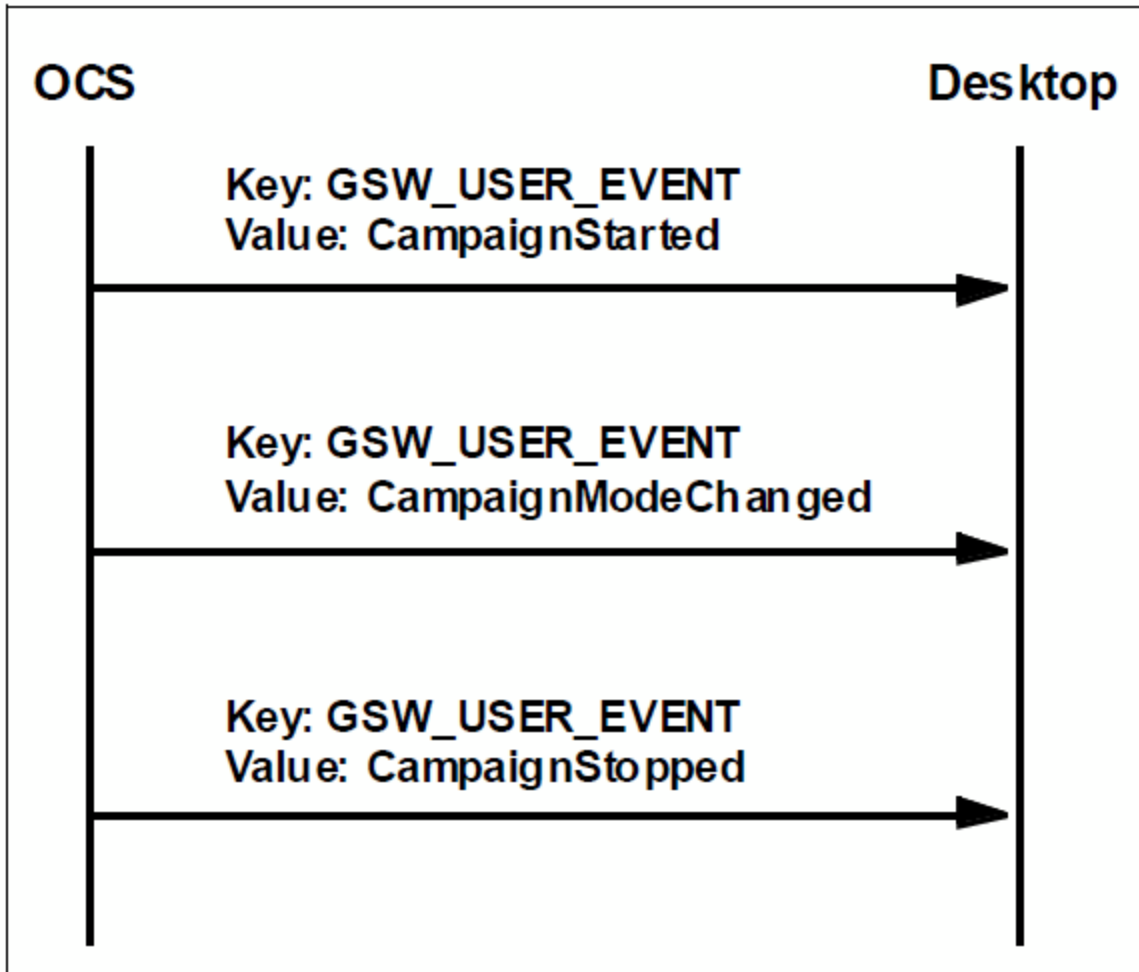 OCS
Desktop
Key: GSW_USER_EVENT
Value: CampaignStarted
Key: GSW_USER_EVENT
Value: CampaignModeChanged
Key: GSW_USER_EVENT
Value: CampaignStopped